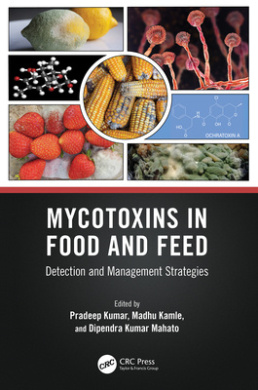 OCHRATOXIN A
MYCOTOXINS IN
FOOD AND FEED
Detection and Management Strategies
Edited by
Pradeep Kumar, Madhu Kamle,
and Dipendra Kumar Mahato
CRC Press
Taylor & Francis Group